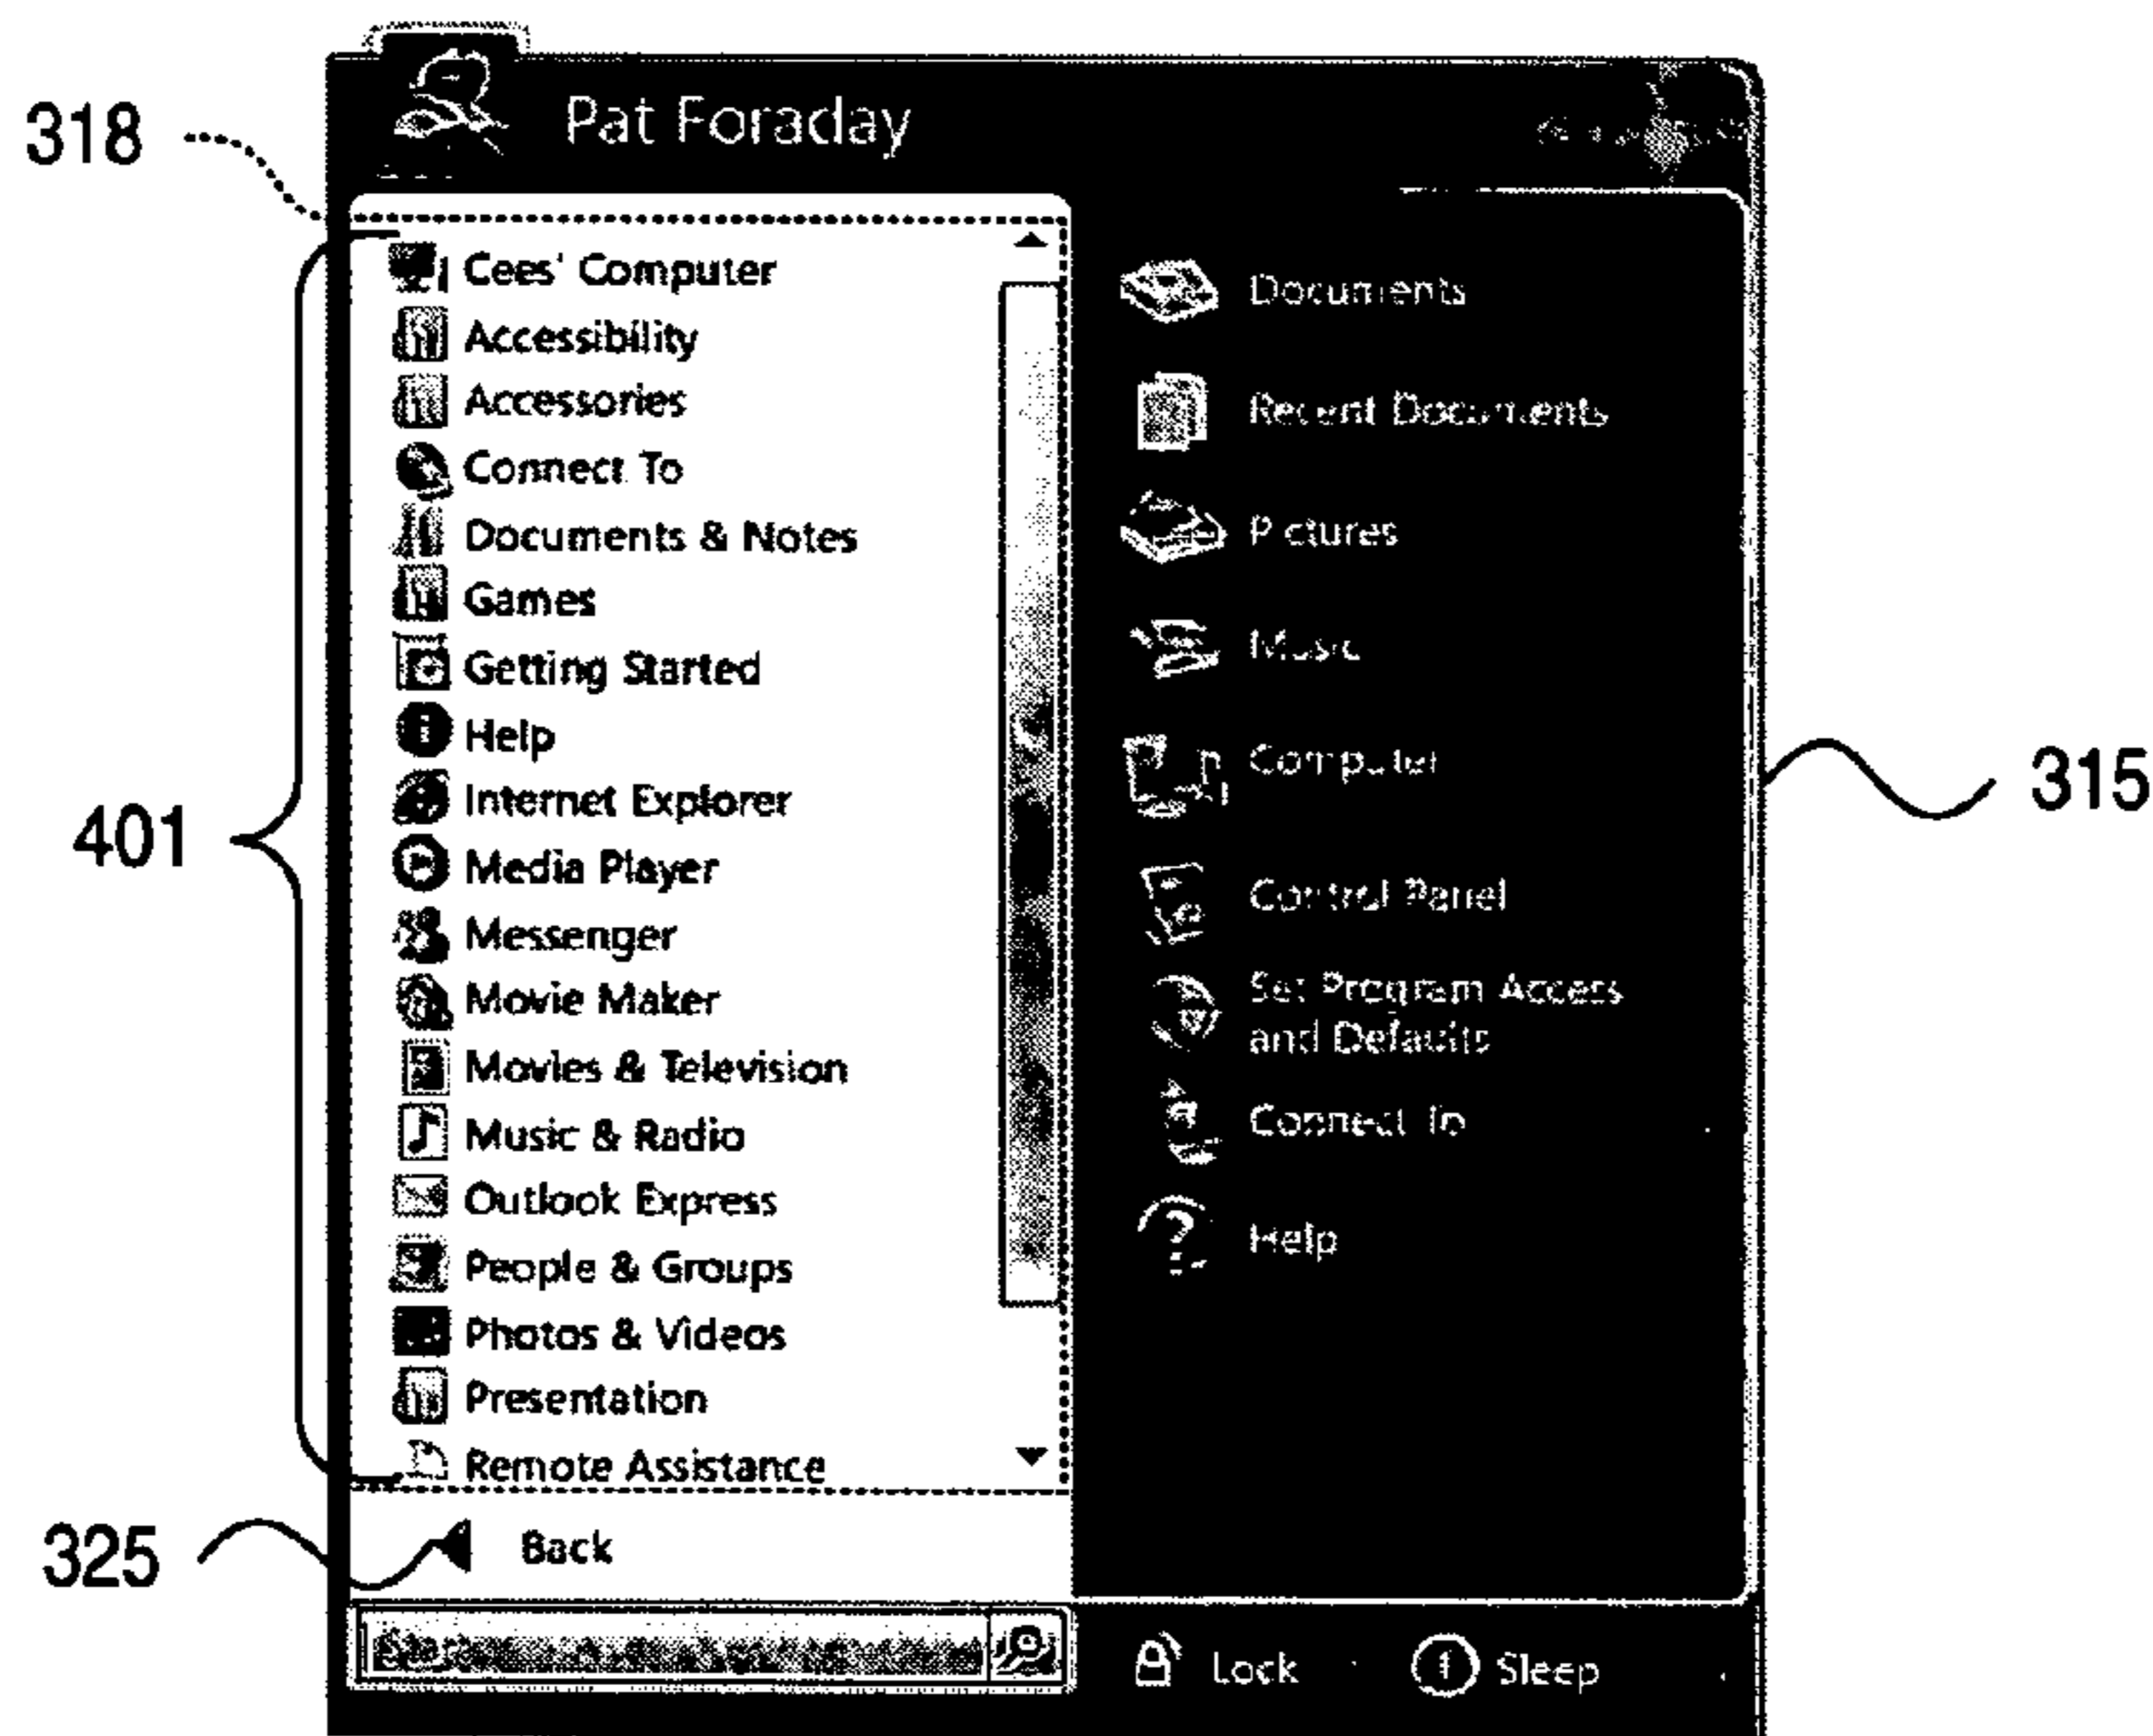 318
Pat Foraday
Cees' Computer
Accessibility
Accessories
Connect To
Documents & Notes
Games
Getting Started
Help
Internet Explorer
Media Player
Messenger
Movie Maker
Movies & Television
Music & Radio
Outlook Express
People & Groups
Photos & Videos
Presentation
Remote Assistance
401
325
Back
Documents
Recent Documents
Pictures
Music
Computer
Control Panel
Set Program Access
and Defaults
Connect To
Help
315
Lock
Sleep